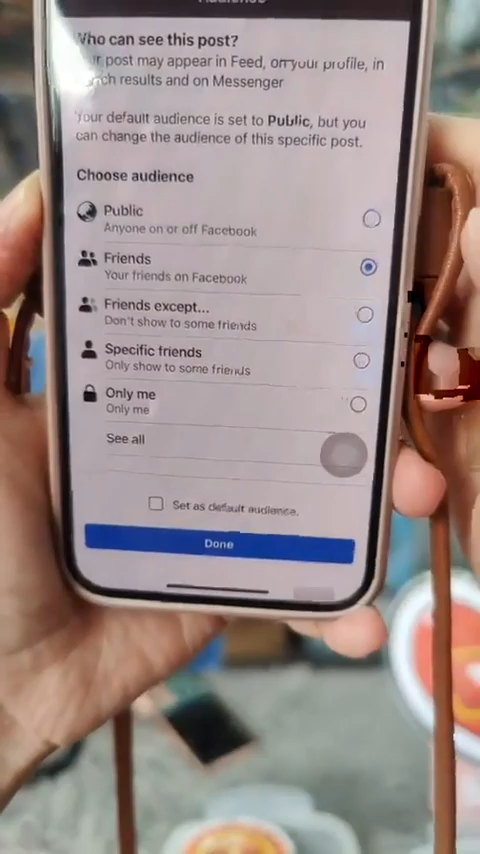 Audience
Who can see this post?
Your post may appear in Feed, on your profile, in
search results and on Messenger
Your default audience is set to Public, but you
can change the audience of this specific post.
Choose audience
Public
Anyone on or off Facebook
Friends
Your friends on Facebook
Friends except...
Don't show to some friends
Specific friends
Only show to some friends
Only me
Only me
See all
Set as default audience.
Done